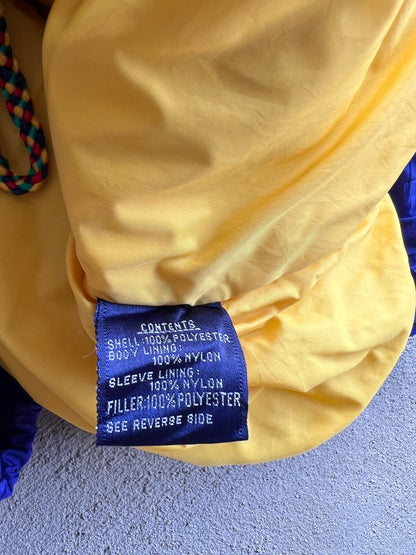 CONTENTS
SHELL:100% POLYESTER
BODY LINING:
100% NYLON
SLEEVE LINING:
100% NYLON
FILLER:100% POLYESTER
SEE REVERSE SIDE